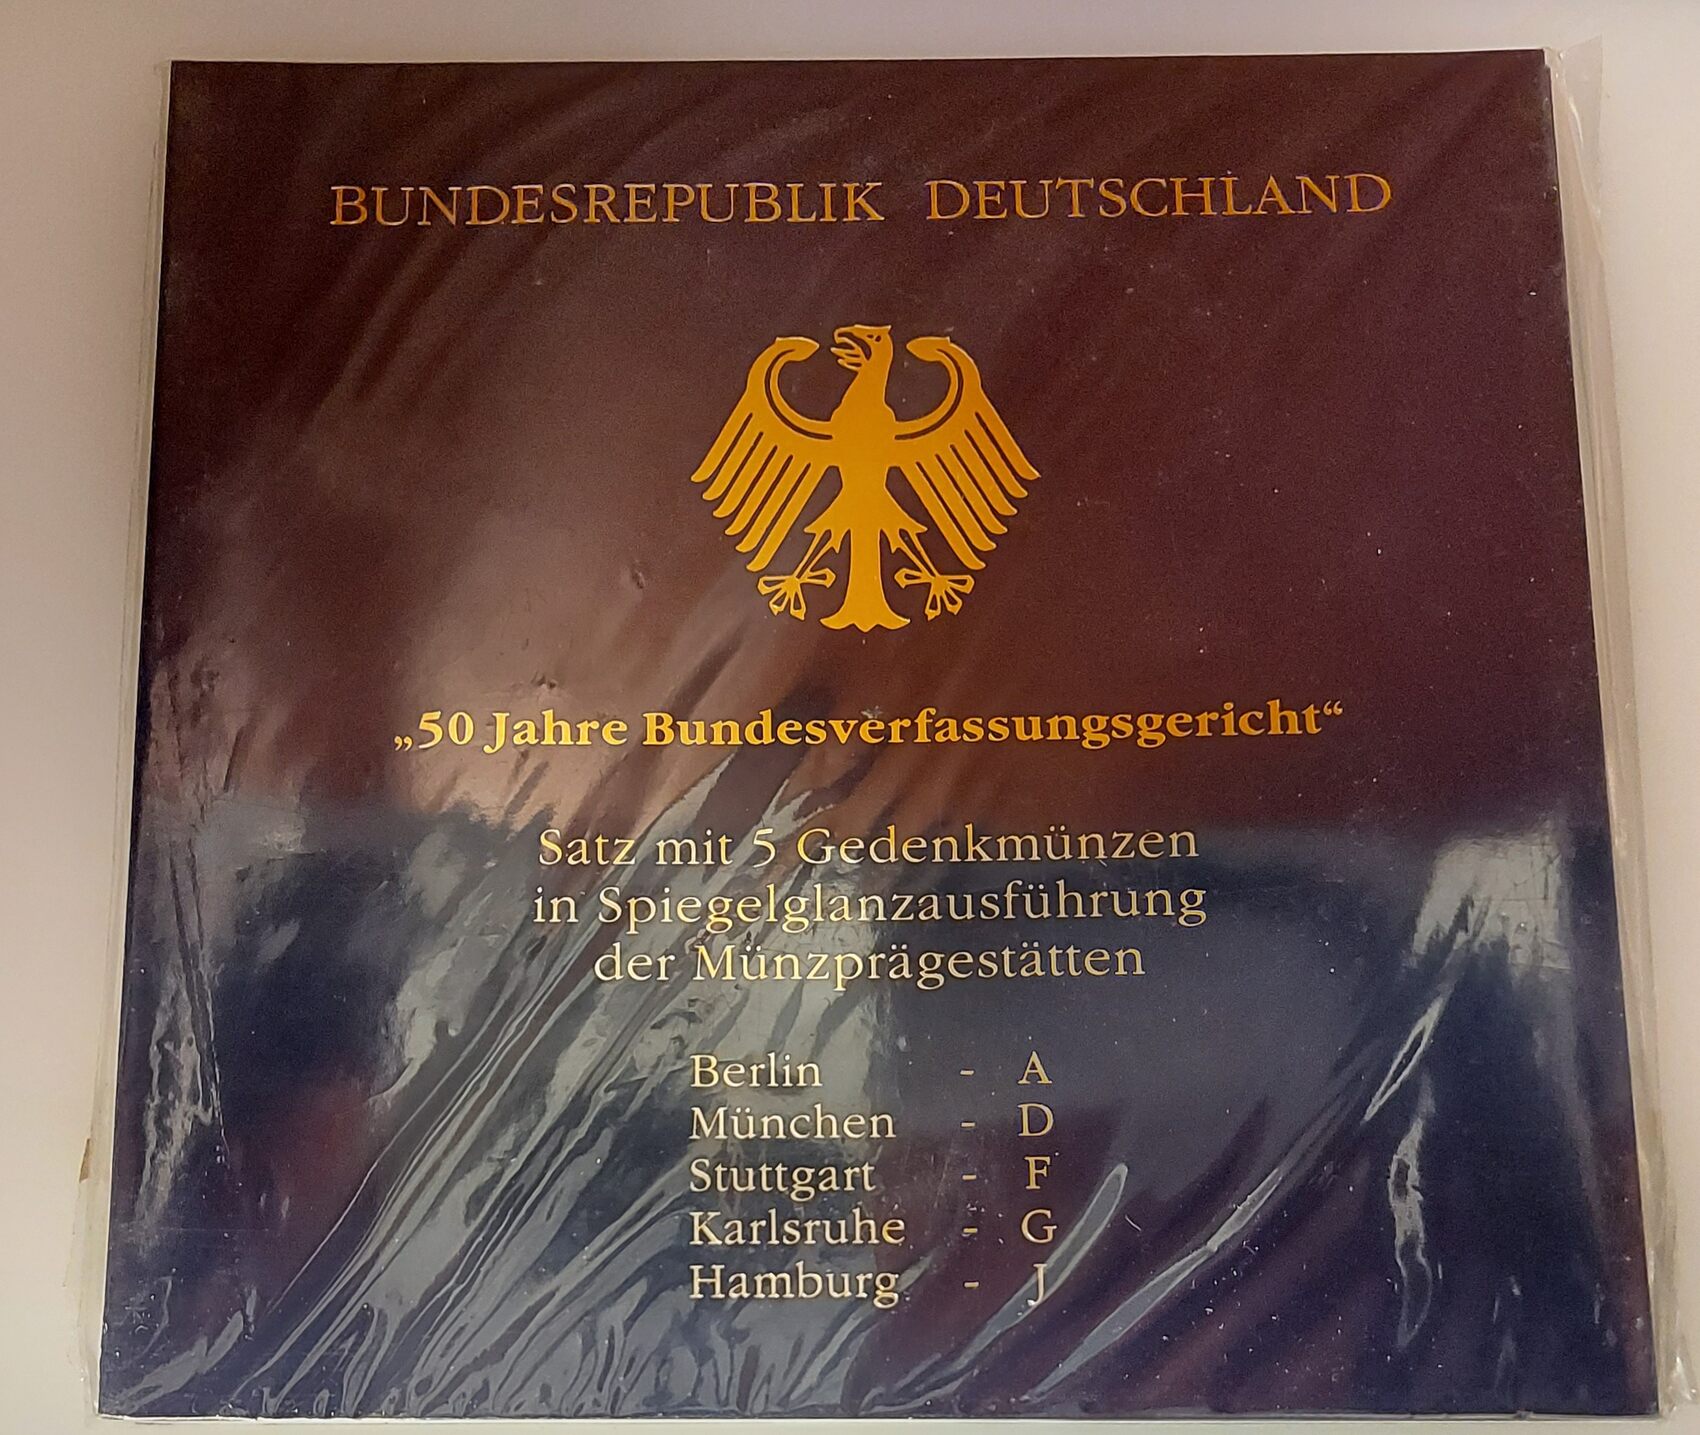 BUNDESREPUBLIK DEUTSCHLAND
„50 Jahre Bundesverfassungsgericht“
Satz mit 5 Gedenkmünzen
in Spiegelglanzausführung
der Münzprägestätten
Berlin - A
München - D
Stuttgart - F
Karlsruhe - G
Hamburg - J